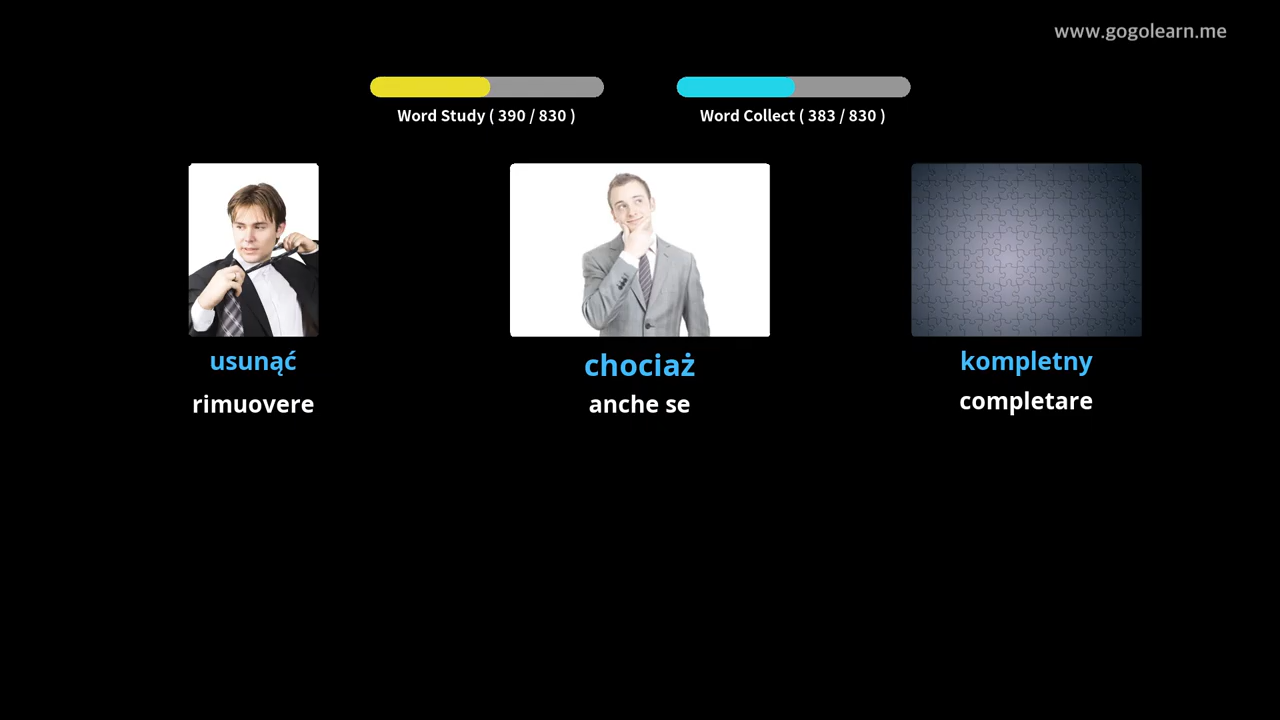 www.gogolearn.me
Word Study ( 390 / 830 )
Word Collect ( 383 / 830 )
usunąć
rimuovere
chociaż
anche se
kompletny
completare